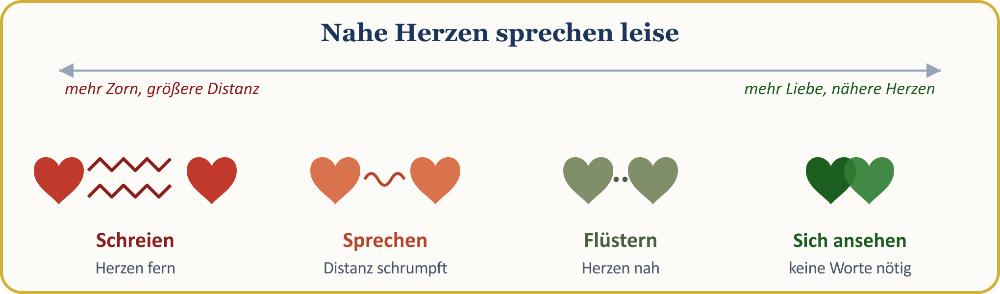 Nahe Herzen sprechen leise
mehr Zorn, größere Distanz
mehr Liebe, nähere Herzen
Schreien
Herzen fern
Sprechen
Distanz schrumpft
Flüstern
Herzen nah
Sich ansehen
keine Worte nötig